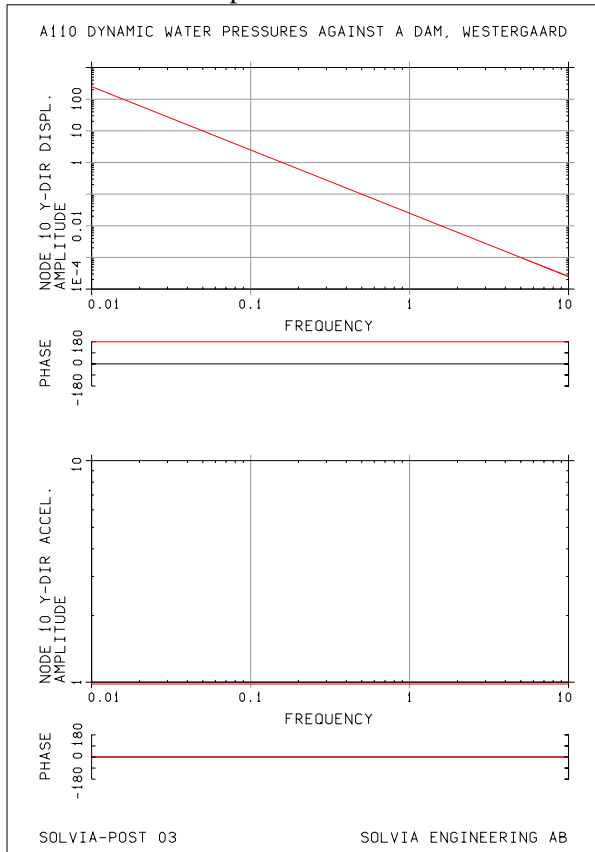 A110 DYNAMIC WATER PRESSURES AGAINST A DAM, WESTERGAARD
NODE 10 Y-DIR DISPL.
AMPLITUDE
100
10
1
0.01
1E-4
0.01 0.1 1 10
FREQUENCY
PHASE
-180 0 180
NODE 10 Y-DIR ACCEL.
AMPLITUDE
10
1
0.01 0.1 1 10
FREQUENCY
PHASE
-180 0 180
SOLVIA-POST 03 SOLVIA ENGINEERING AB